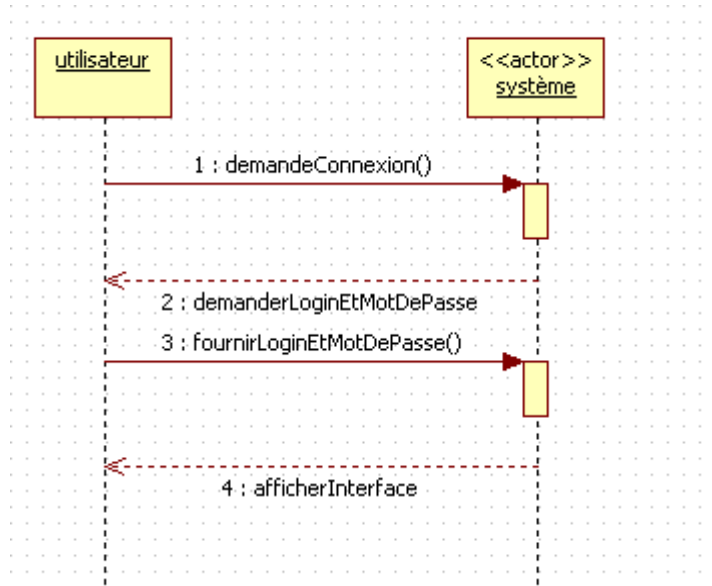 utilisateur
<<actor>>
système
1 : demandeConnexion()
2 : demanderLoginEtMotDePasse
3 : fournirLoginEtMotDePasse()
4 : afficherInterface